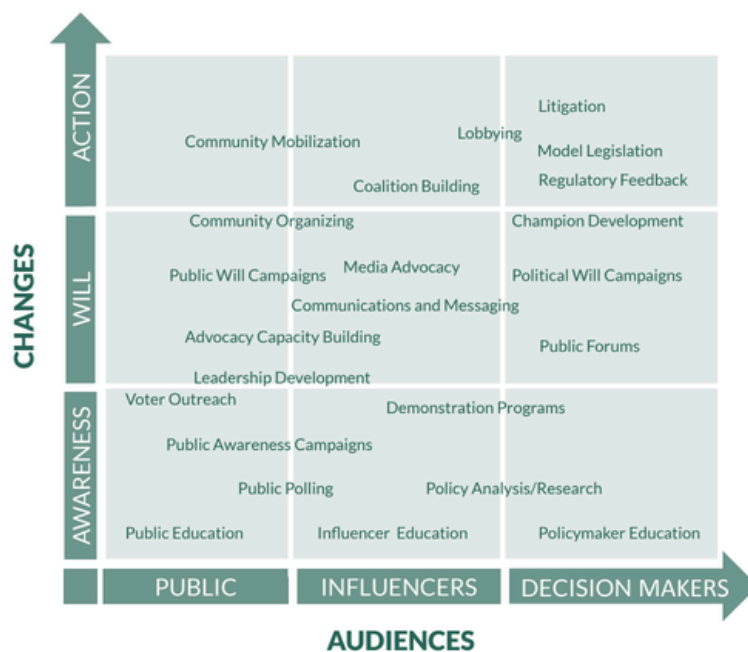 CHANGES
ACTION
Litigation
Lobbying
Community Mobilization
Model Legislation
Regulatory Feedback
Coalition Building
WILL
Community Organizing
Champion Development
Media Advocacy
Public Will Campaigns
Political Will Campaigns
Communications and Messaging
Advocacy Capacity Building
Public Forums
Leadership Development
AWARENESS
Voter Outreach
Demonstration Programs
Public Awareness Campaigns
Public Polling
Policy Analysis/Research
Public Education
Influencer Education
Policymaker Education
PUBLIC
INFLUENCERS
DECISION MAKERS
AUDIENCES